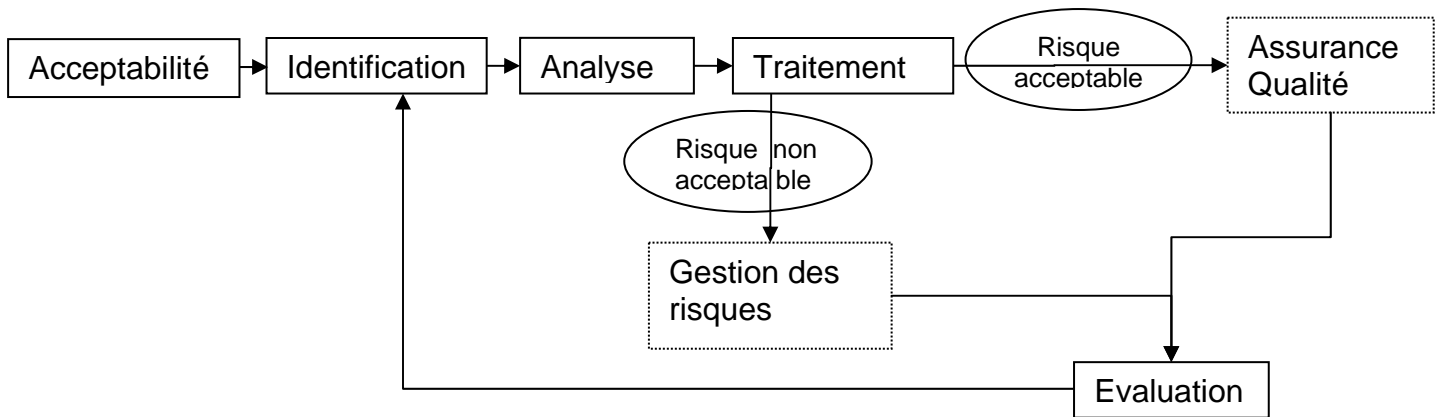 Acceptabilité
Identification
Analyse
Traitement
Risque
acceptable
Assurance
Qualité
Risque non
acceptable
Gestion des
risques
Evaluation